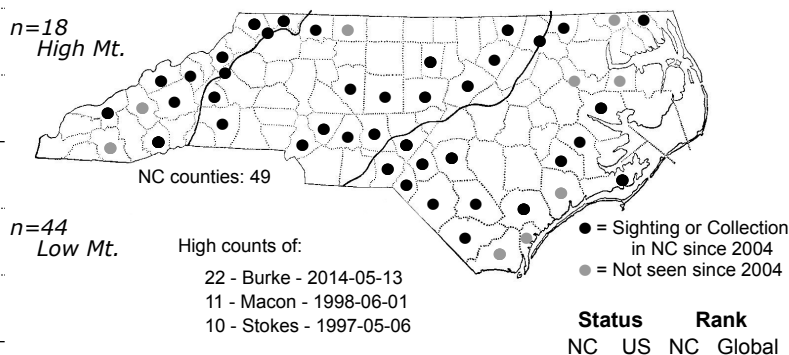 n=18
High Mt.
NC counties: 49
n=44
Low Mt.
High counts of:
22 - Burke - 2014-05-13
11 - Macon - 1998-06-01
10 - Stokes - 1997-05-06
● = Sighting or Collection
in NC since 2004
● = Not seen since 2004
Status Rank
NC US NC Global